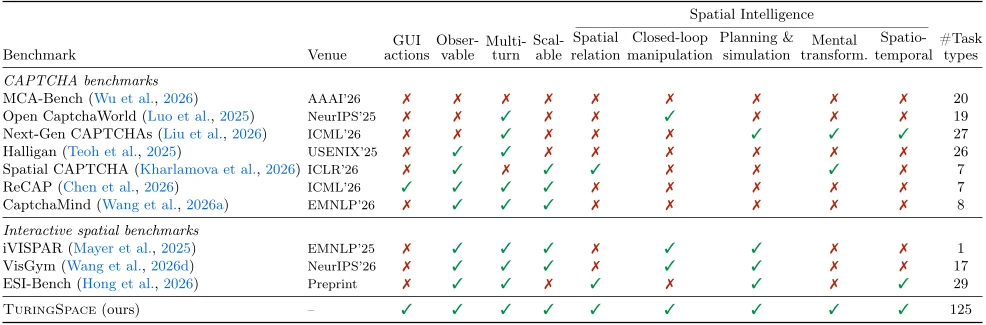 Spatial Intelligence
Benchmark Venue GUI actions Obser-vable Multi-turn Scal-able Spatial relation Closed-loop manipulation Planning & simulation Mental transform. Spatio-temporal #Task types
CAPTCHA benchmarks
MCA-Bench (Wu et al., 2026) AAAI'26 ✗ ✗ ✗ ✗ ✗ ✗ ✗ ✗ ✗ 20
Open CaptchaWorld (Luo et al., 2025) NeurIPS'25 ✗ ✗ ✓ ✗ ✗ ✓ ✗ ✗ ✗ 19
Next-Gen CAPTCHAs (Liu et al., 2026) ICML'26 ✗ ✗ ✓ ✗ ✗ ✗ ✓ ✓ ✓ 27
Halligan (Teoh et al., 2025) USENIX'25 ✗ ✓ ✓ ✗ ✗ ✗ ✗ ✗ ✗ 26
Spatial CAPTCHA (Kharlamova et al., 2026) ICLR'26 ✗ ✓ ✗ ✓ ✓ ✗ ✗ ✓ ✗ 7
ReCAP (Chen et al., 2026) ICML'26 ✓ ✓ ✓ ✓ ✗ ✗ ✗ ✗ ✗ 7
CaptchaMind (Wang et al., 2026a) EMNLP'26 ✗ ✓ ✓ ✓ ✗ ✗ ✗ ✗ ✗ 8
Interactive spatial benchmarks
iVISPAR (Mayer et al., 2025) EMNLP'25 ✗ ✓ ✓ ✓ ✗ ✓ ✓ ✗ ✗ 1
VisGym (Wang et al., 2026d) NeurIPS'26 ✗ ✓ ✓ ✓ ✗ ✓ ✓ ✗ ✗ 17
ESI-Bench (Hong et al., 2026) Preprint ✗ ✓ ✓ ✗ ✓ ✗ ✓ ✗ ✓ 29
TURINGSPACE (ours) – ✓ ✓ ✓ ✓ ✓ ✓ ✓ ✓ ✓ 125